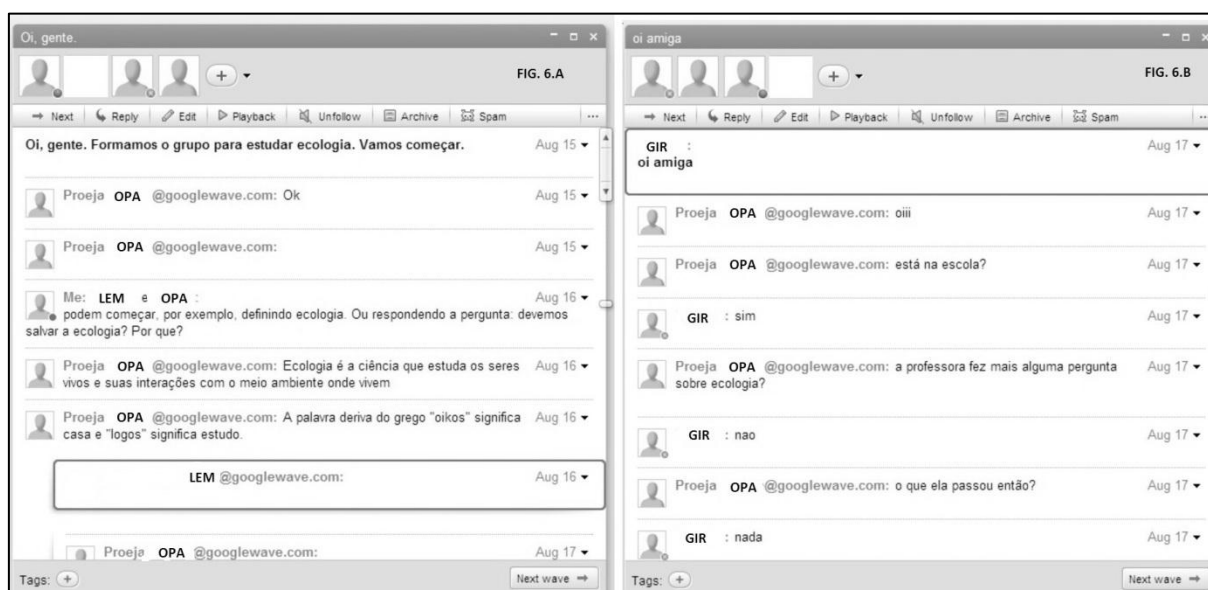 Oi, gente.
FIG. 6.A
Next Reply Edit Playback Unfollow Archive Spam ...
Oi, gente. Formamos o grupo para estudar ecologia. Vamos começar. Aug 15
Proeja OPA @googlewave.com: Ok Aug 15
Proeja OPA @googlewave.com: Aug 15
Me: LEM e OPA : Aug 16
podem começar, por exemplo, definindo ecologia. Ou respondendo a pergunta: devemos
salvar a ecologia? Por que?
Proeja OPA @googlewave.com: Ecologia é a ciência que estuda os seres Aug 16
vivos e suas interações com o meio ambiente onde vivem
Proeja OPA @googlewave.com: A palavra deriva do grego "oikos" significa Aug 16
casa e "logos" significa estudo.
LEM @googlewave.com: Aug 16
Proeja OPA @googlewave.com: Aug 17
Tags: + Next wave
oi amiga
FIG. 6.B
Next Reply Edit Playback Unfollow Archive Spam ...
GIR : Aug 17
oi amiga
Proeja OPA @googlewave.com: oiii Aug 17
Proeja OPA @googlewave.com: está na escola? Aug 17
GIR : sim Aug 17
Proeja OPA @googlewave.com: a professora fez mais alguma pergunta Aug 17
sobre ecologia?
GIR : nao Aug 17
Proeja OPA @googlewave.com: o que ela passou então? Aug 17
GIR : nada Aug 17
Tags: + Next wave